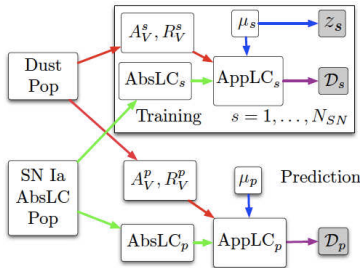 Dust
Pop
SN Ia
AbsLC
Pop
A_V^s, R_V^s
μ_s
z_s
AbsLC_s
AppLC_s
D_s
Training
s = 1, . . . , N_SN
A_V^p, R_V^p
μ_p
Prediction
AbsLC_p
AppLC_p
D_p